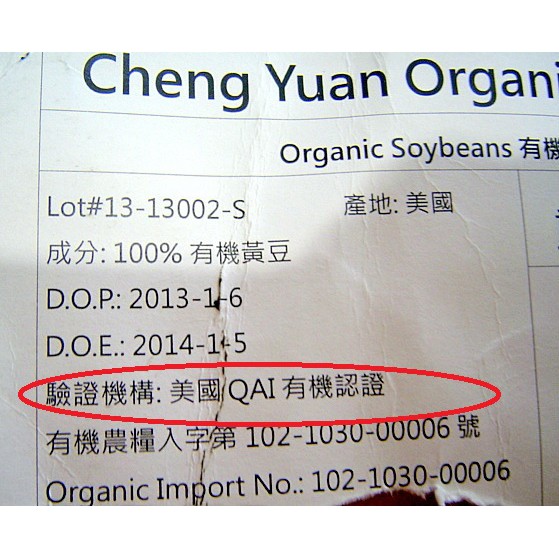 Cheng Yuan Organi
Organic Soybeans 有機
Lot#13-13002-S 產地: 美國
成分: 100% 有機黃豆
D.O.P.: 2013-1-6
D.O.E.: 2014-1-5
驗證機構: 美國 QAI 有機認證
有機農糧入字第 102-1030-00006 號
Organic Import No.: 102-1030-00006